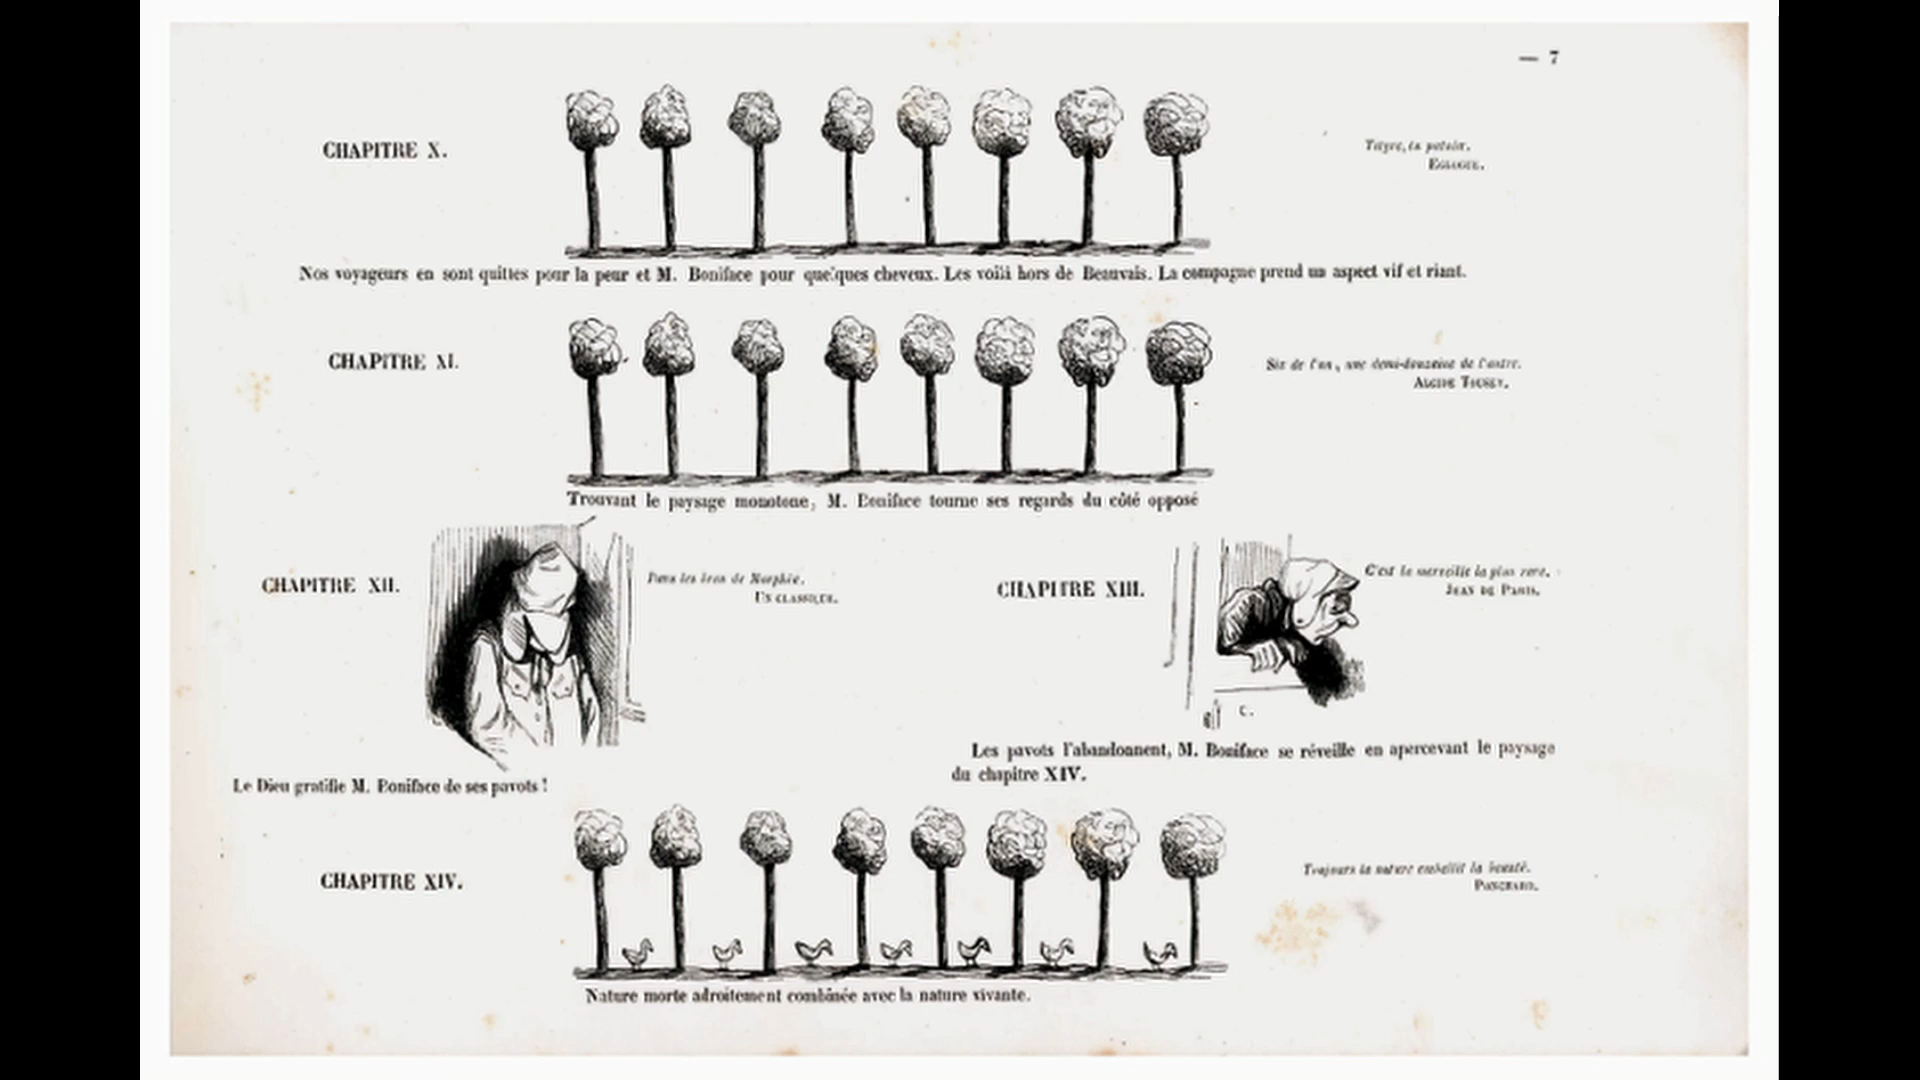 — 7
CHAPITRE X.
Tityre, tu patulæ.
EGLOGUE.
Nos voyageurs en sont quittes pour la peur et M. Boniface pour quelques cheveux. Les voilà hors de Beauvais. La campagne prend un aspect vif et riant.
CHAPITRE XI.
Six de l'un, une demi-douzaine de l'autre.
ALCIDE TOUSEY.
Trouvant le paysage monotone, M. Boniface tourne ses regards du côté opposé
CHAPITRE XII.
Dans les bras de Morphée.
UN CLASSIQUE.
Le Dieu gratifie M. Boniface de ses pavots !
CHAPITRE XIII.
C'est la merveille la plus rare.
JEAN DE PARIS.
C.
Les pavots l'abandonnent, M. Boniface se réveille en apercevant le paysage
du chapitre XIV.
CHAPITRE XIV.
Toujours la nature embellit la beauté.
PONCHARD.
Nature morte adroitement combinée avec la nature vivante.